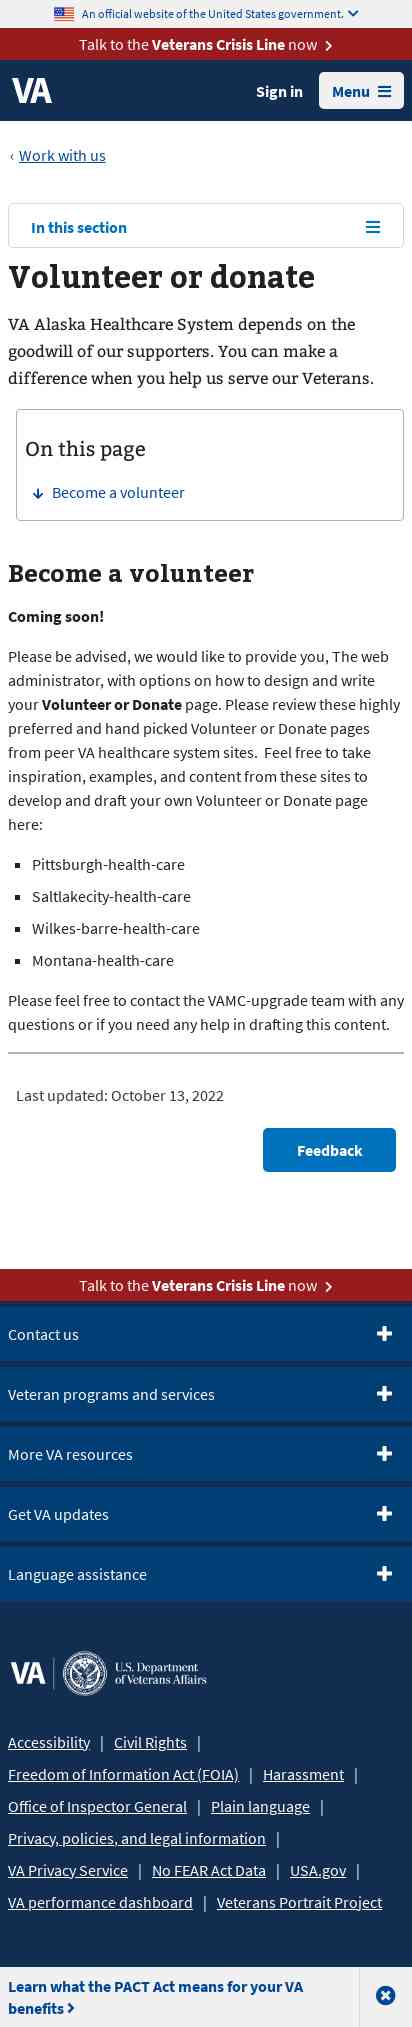 An official website of the United States government.
Talk to the Veterans Crisis Line now
VA
Sign in
Menu
‹ Work with us
In this section
Volunteer or donate
VA Alaska Healthcare System depends on the
goodwill of our supporters. You can make a
difference when you help us serve our Veterans.
On this page
Become a volunteer
Become a volunteer
Coming soon!
Please be advised, we would like to provide you, The web
administrator, with options on how to design and write
your Volunteer or Donate page. Please review these highly
preferred and hand picked Volunteer or Donate pages
from peer VA healthcare system sites.  Feel free to take
inspiration, examples, and content from these sites to
develop and draft your own Volunteer or Donate page
here:
Pittsburgh-health-care
Saltlakecity-health-care
Wilkes-barre-health-care
Montana-health-care
Please feel free to contact the VAMC-upgrade team with any
questions or if you need any help in drafting this content.
Last updated: October 13, 2022
Feedback
Talk to the Veterans Crisis Line now
Contact us
Veteran programs and services
More VA resources
Get VA updates
Language assistance
VA
U.S. Department
of Veterans Affairs
Accessibility | Civil Rights |
Freedom of Information Act (FOIA) | Harassment |
Office of Inspector General | Plain language |
Privacy, policies, and legal information |
VA Privacy Service | No FEAR Act Data | USA.gov |
VA performance dashboard | Veterans Portrait Project
Learn what the PACT Act means for your VA
benefits